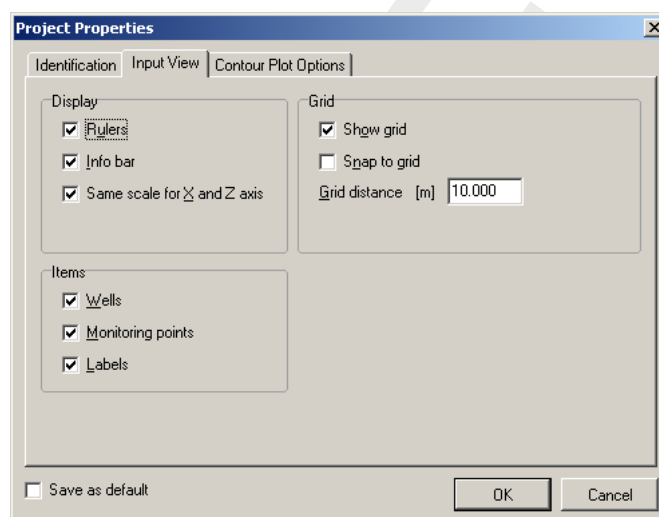 Project Properties
Identification
Input View
Contour Plot Options
Display
Rulers
Info bar
Same scale for X and Z axis
Grid
Show grid
Snap to grid
Grid distance [m] 10.000
Items
Wells
Monitoring points
Labels
Save as default
OK
Cancel